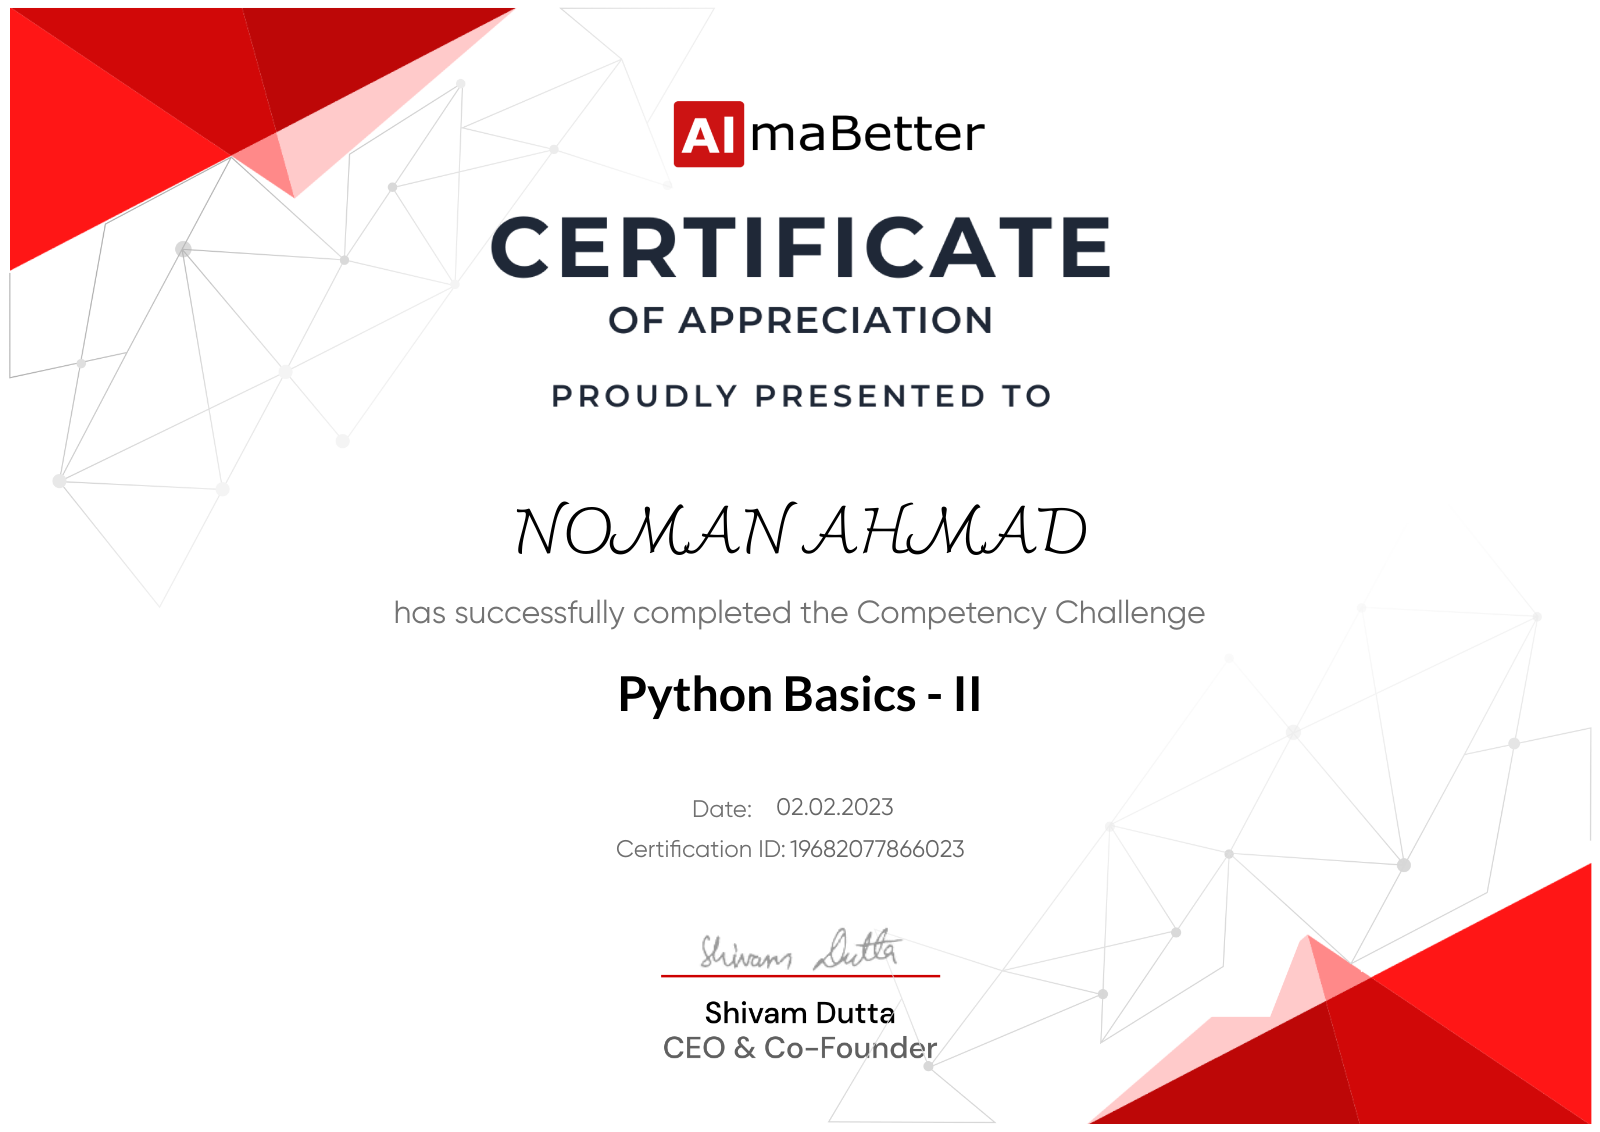 AlmaBetter
CERTIFICATE
OF APPRECIATION
PROUDLY PRESENTED TO
NOMAN AHMAD
has successfully completed the Competency Challenge
Python Basics - II
Date: 02.02.2023
Certification ID: 19682077866023
Shivam Dutta
Shivam Dutta
CEO & Co-Founder